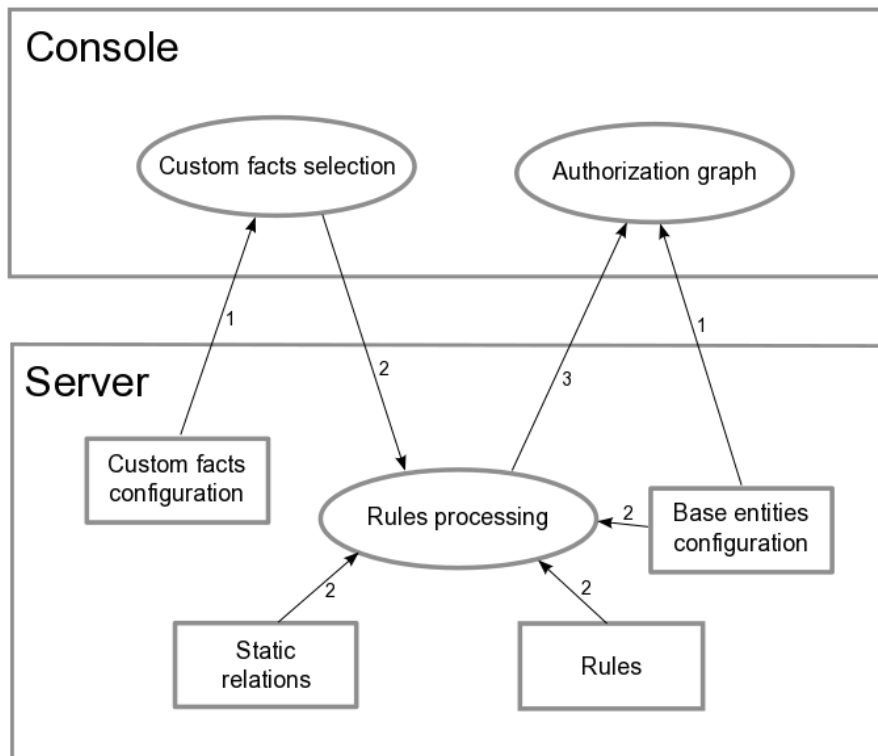 Console
Custom facts selection
Authorization graph
1
1
2
3
Server
Custom facts
configuration
Rules processing
2
Base entities
configuration
2
2
Static
relations
Rules